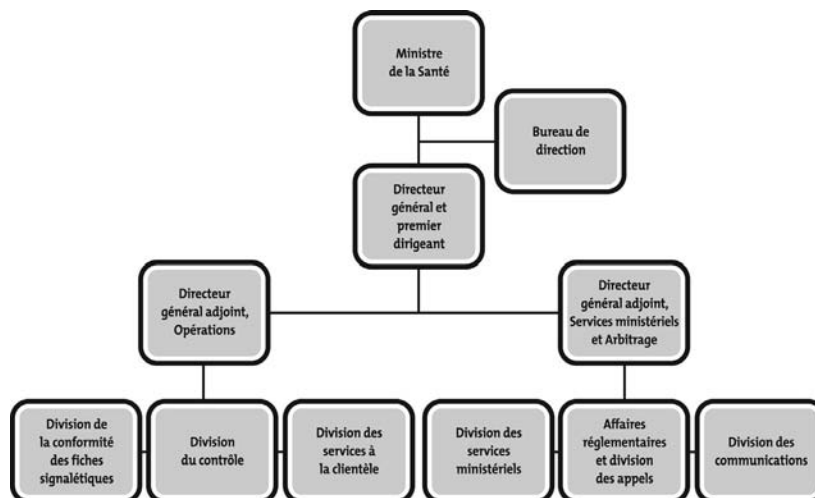 Ministre
de la Santé
Bureau de
direction
Directeur
général et
premier
dirigeant
Directeur
général adjoint,
Opérations
Directeur
général adjoint,
Services ministériels
et Arbitrage
Division de
la conformité
des fiches
signalétiques
Division
du contrôle
Division des
services à
la clientèle
Division des
services
ministériels
Affaires
réglementaires
et division
des appels
Division des
communications